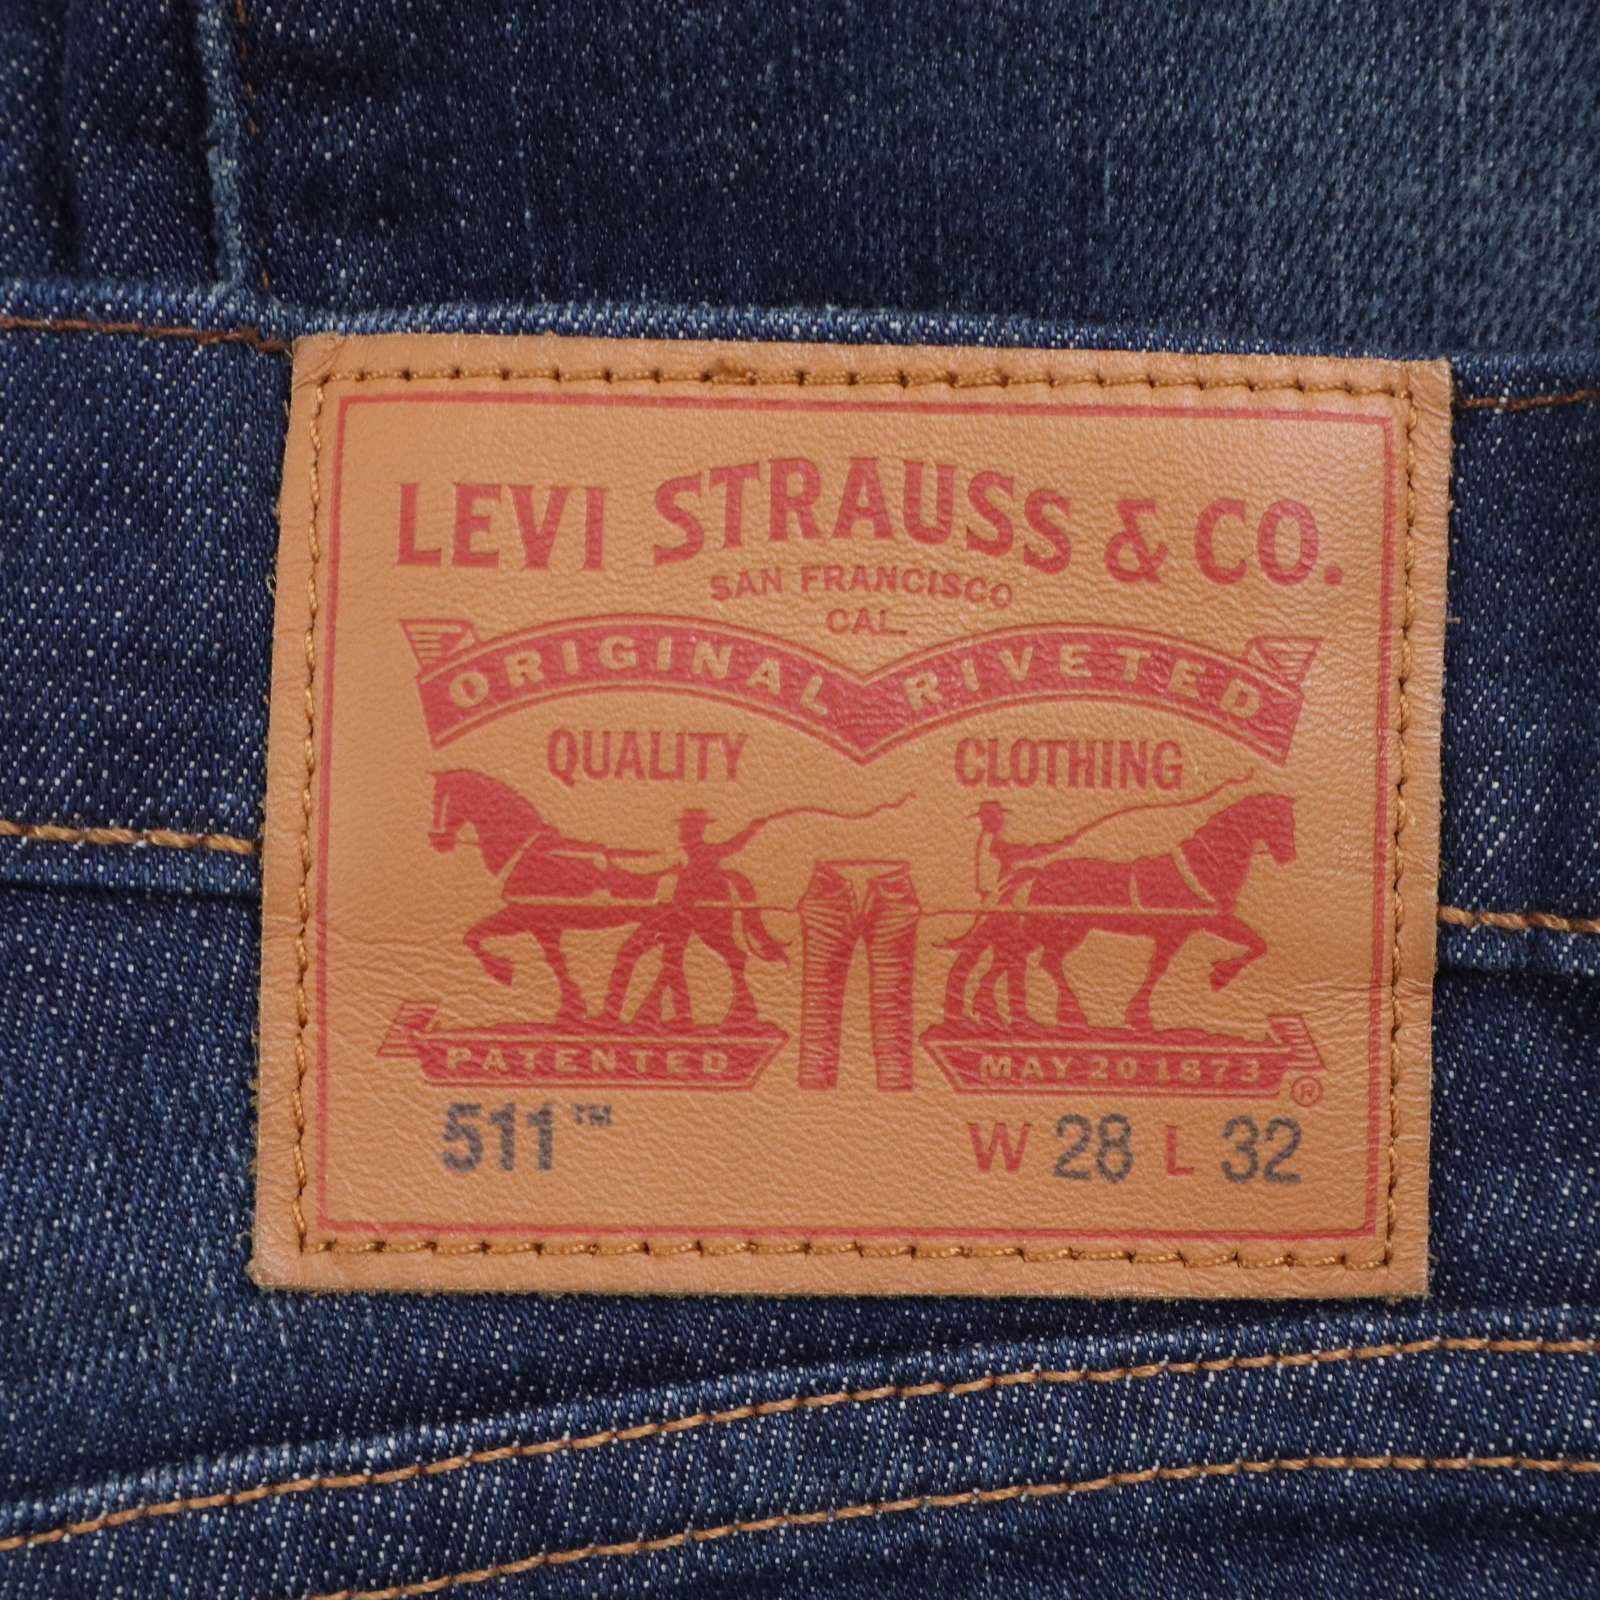 LEVI STRAUSS & CO.
SAN FRANCISCO
CAL.
ORIGINAL RIVETED
QUALITY CLOTHING
PATENTED MAY 20 1873 ®
511™ W 28 L 32